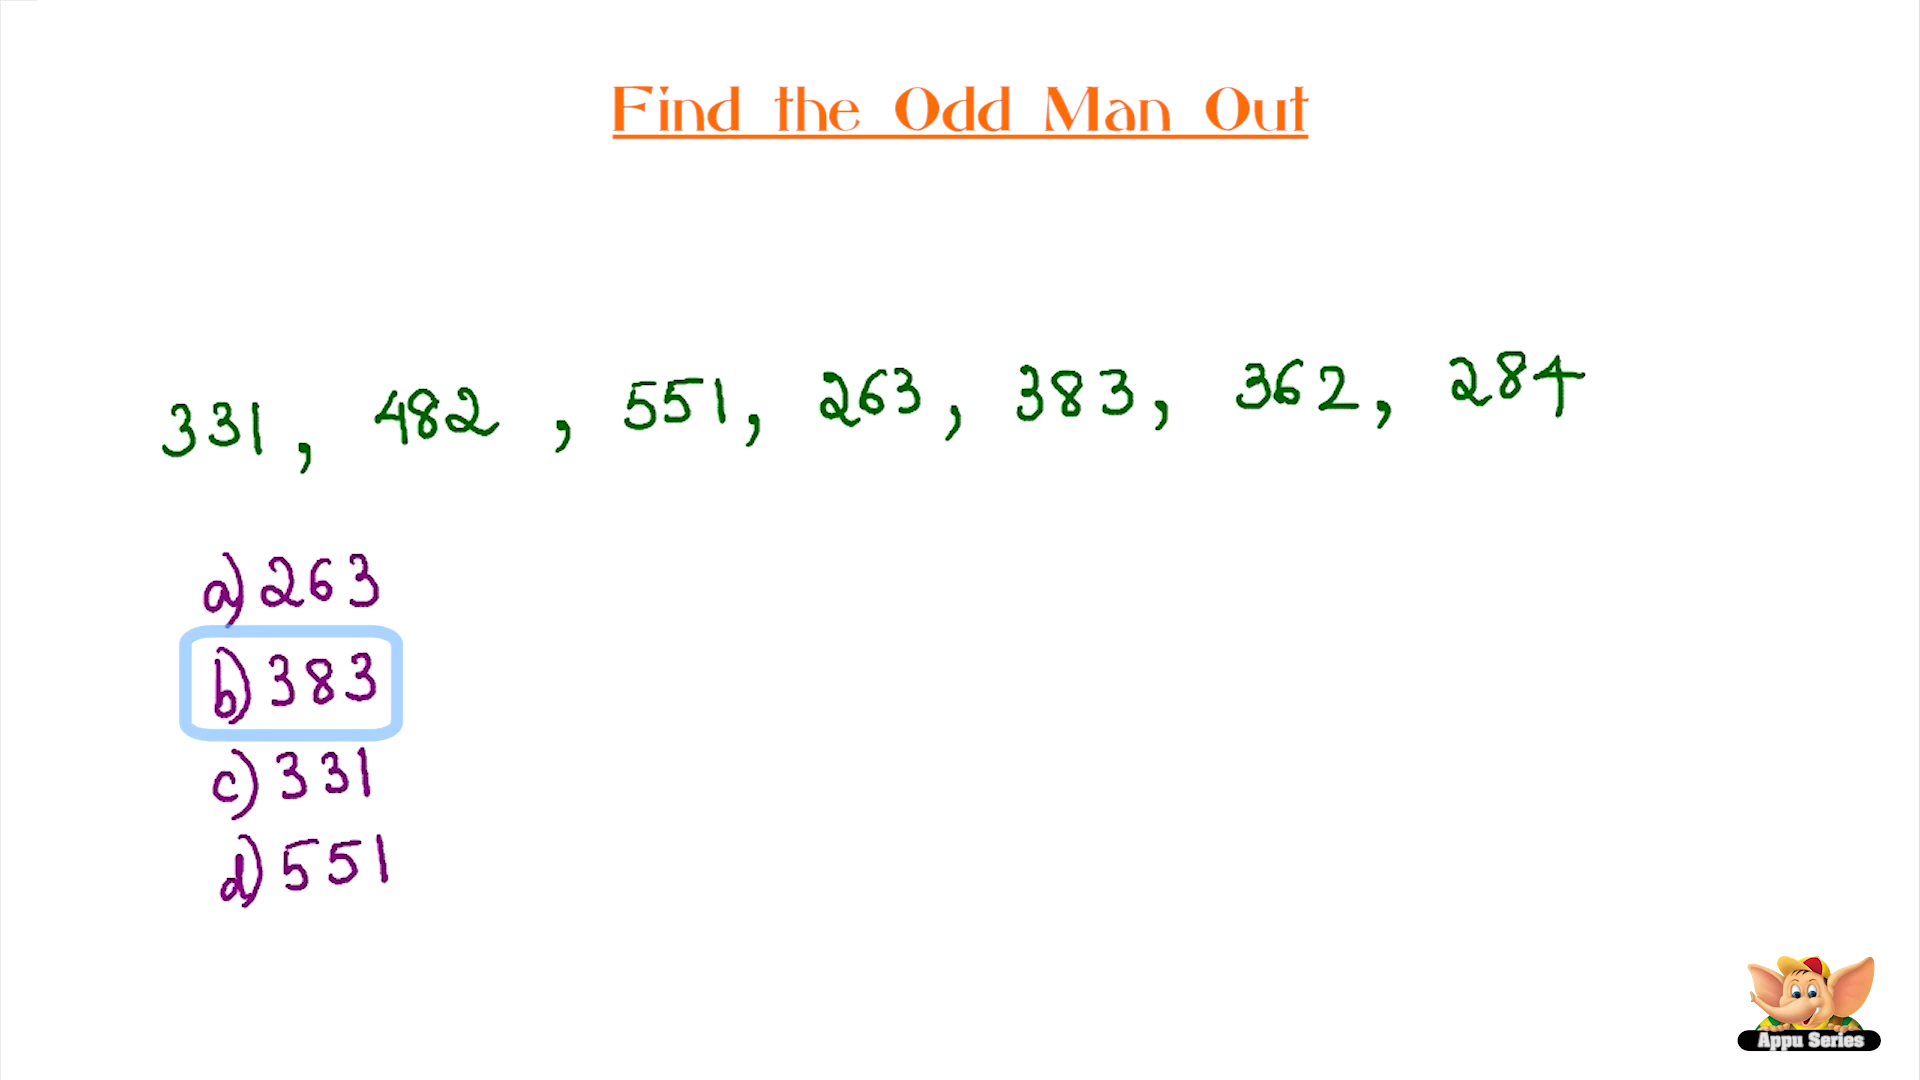 Find the Odd Man Out
331, 482, 551, 263, 383, 362, 284
a) 263
b) 383
c) 331
d) 551
Appu Series